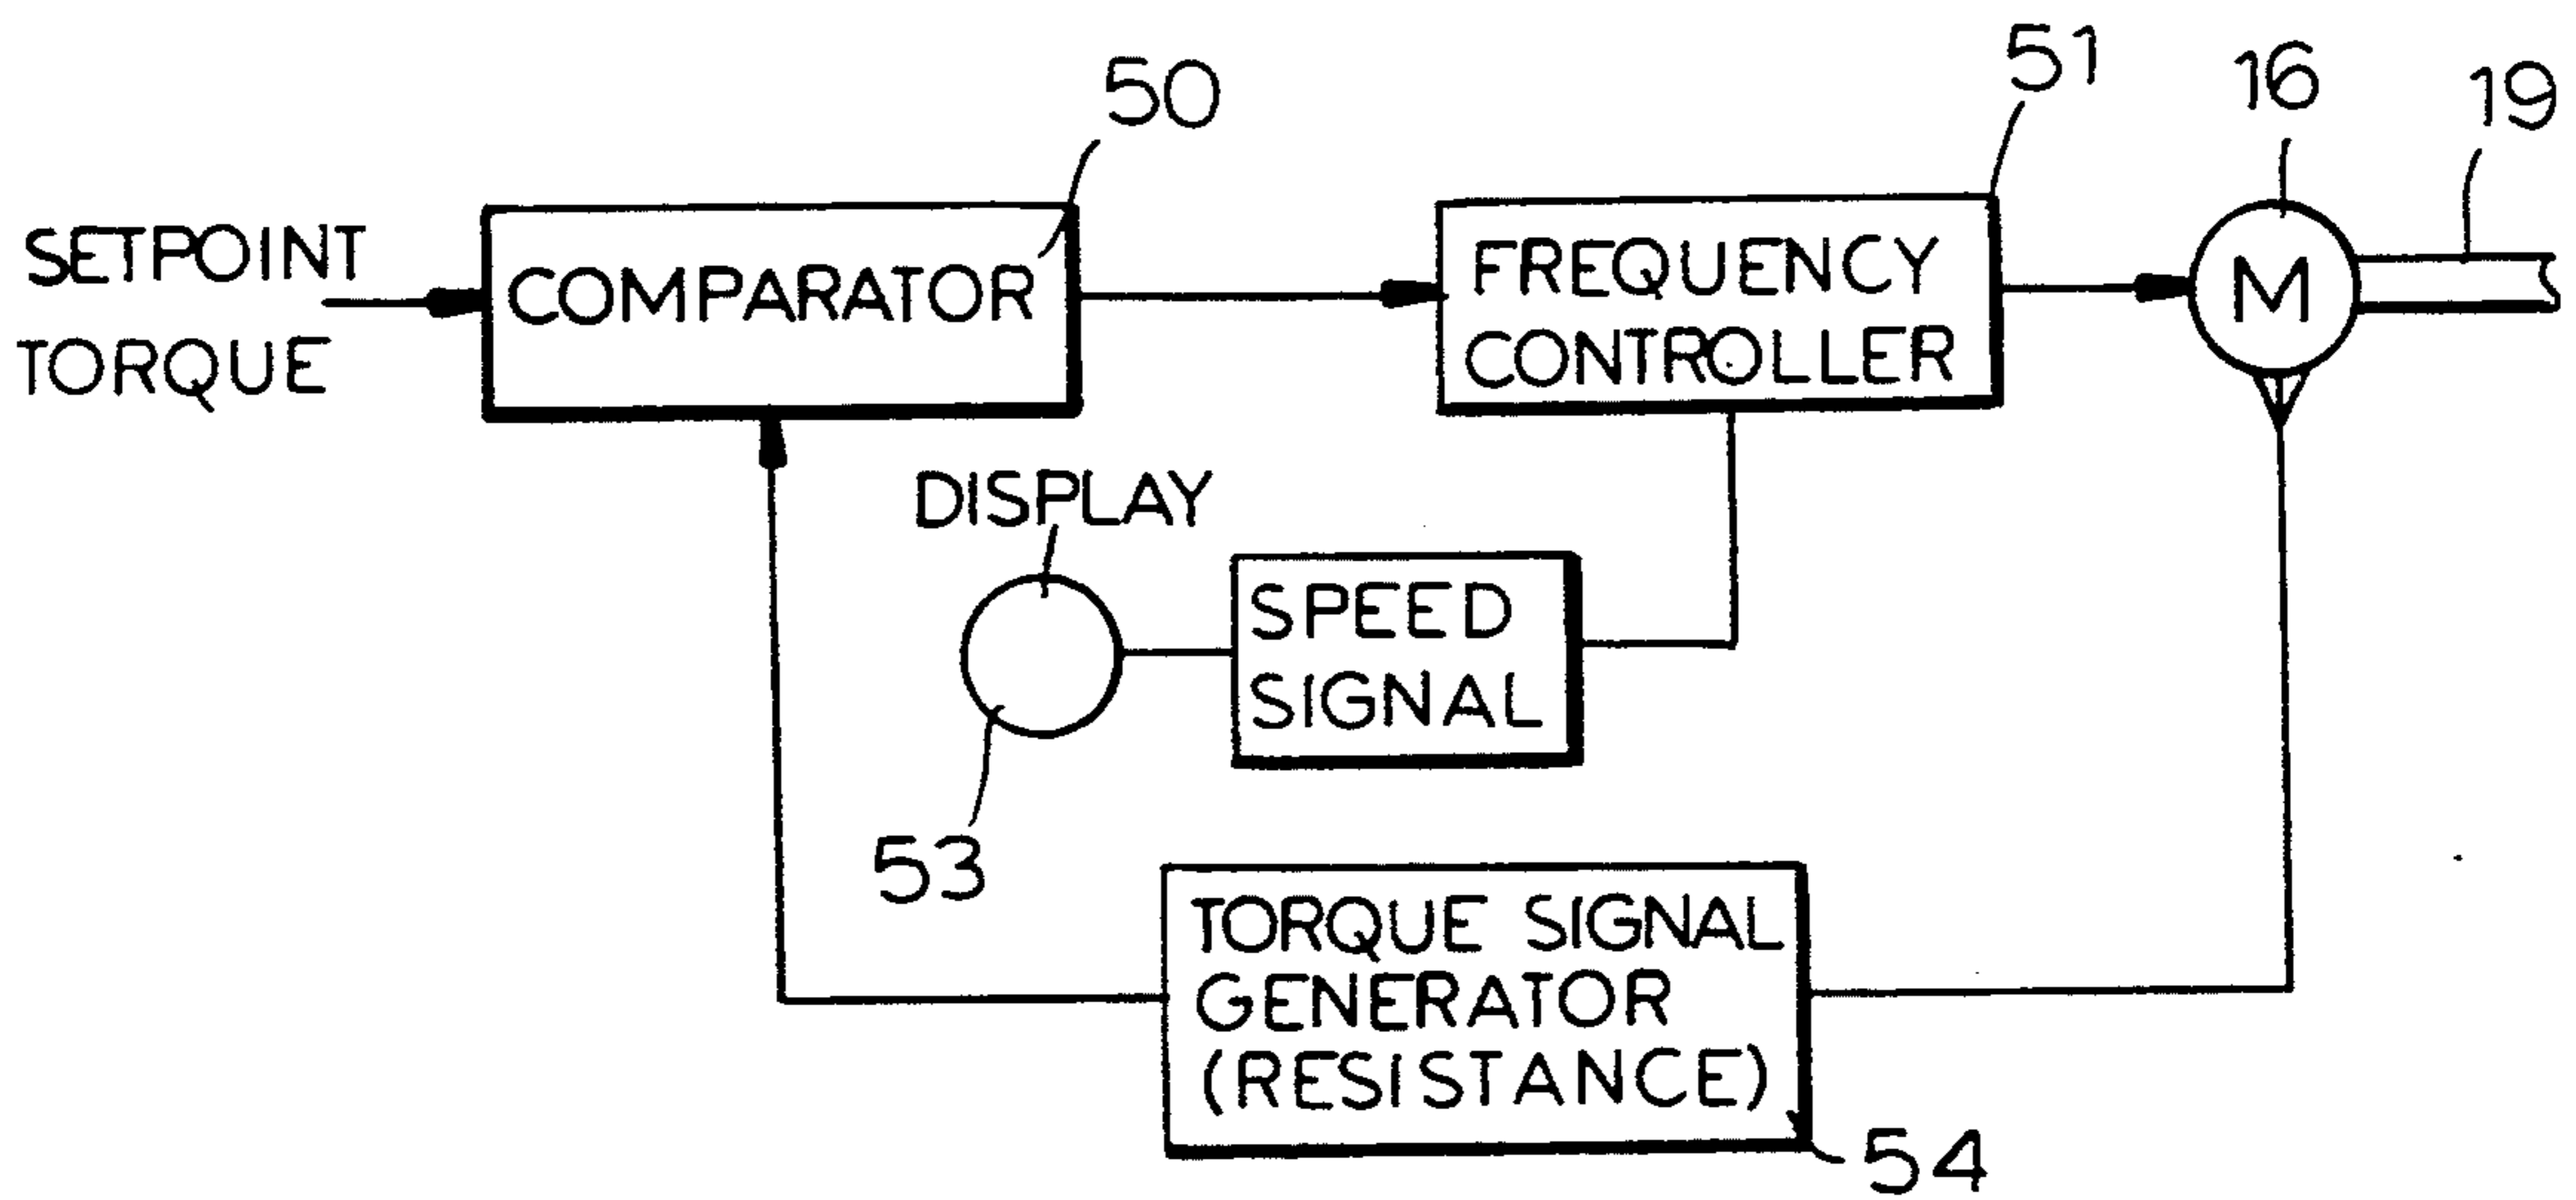 50
51
16
19
SETPOINT
TORQUE
COMPARATOR
FREQUENCY
CONTROLLER
M
DISPLAY
SPEED
SIGNAL
53
TORQUE SIGNAL
GENERATOR
(RESISTANCE)
54